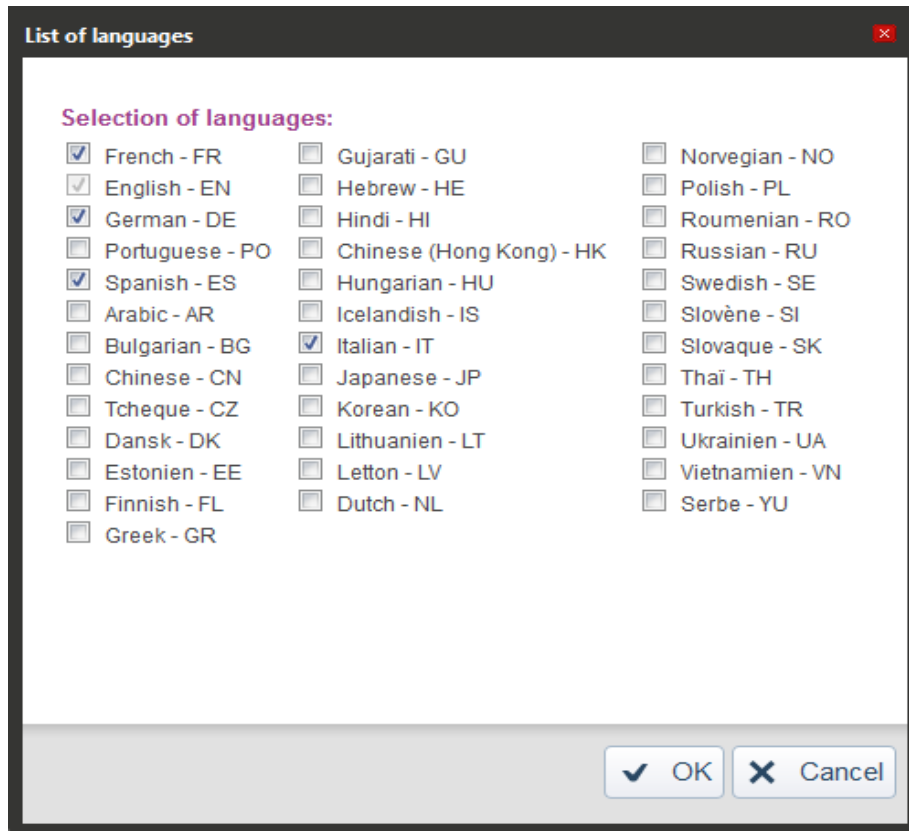 List of languages
Selection of languages:
French - FR
English - EN
German - DE
Portuguese - PO
Spanish - ES
Arabic - AR
Bulgarian - BG
Chinese - CN
Tcheque - CZ
Dansk - DK
Estonien - EE
Finnish - FL
Greek - GR
Gujarati - GU
Hebrew - HE
Hindi - HI
Chinese (Hong Kong) - HK
Hungarian - HU
Icelandish - IS
Italian - IT
Japanese - JP
Korean - KO
Lithuanien - LT
Letton - LV
Dutch - NL
Norvegian - NO
Polish - PL
Roumenian - RO
Russian - RU
Swedish - SE
Slovène - SI
Slovaque - SK
Thaï - TH
Turkish - TR
Ukrainien - UA
Vietnamien - VN
Serbe - YU
OK
Cancel